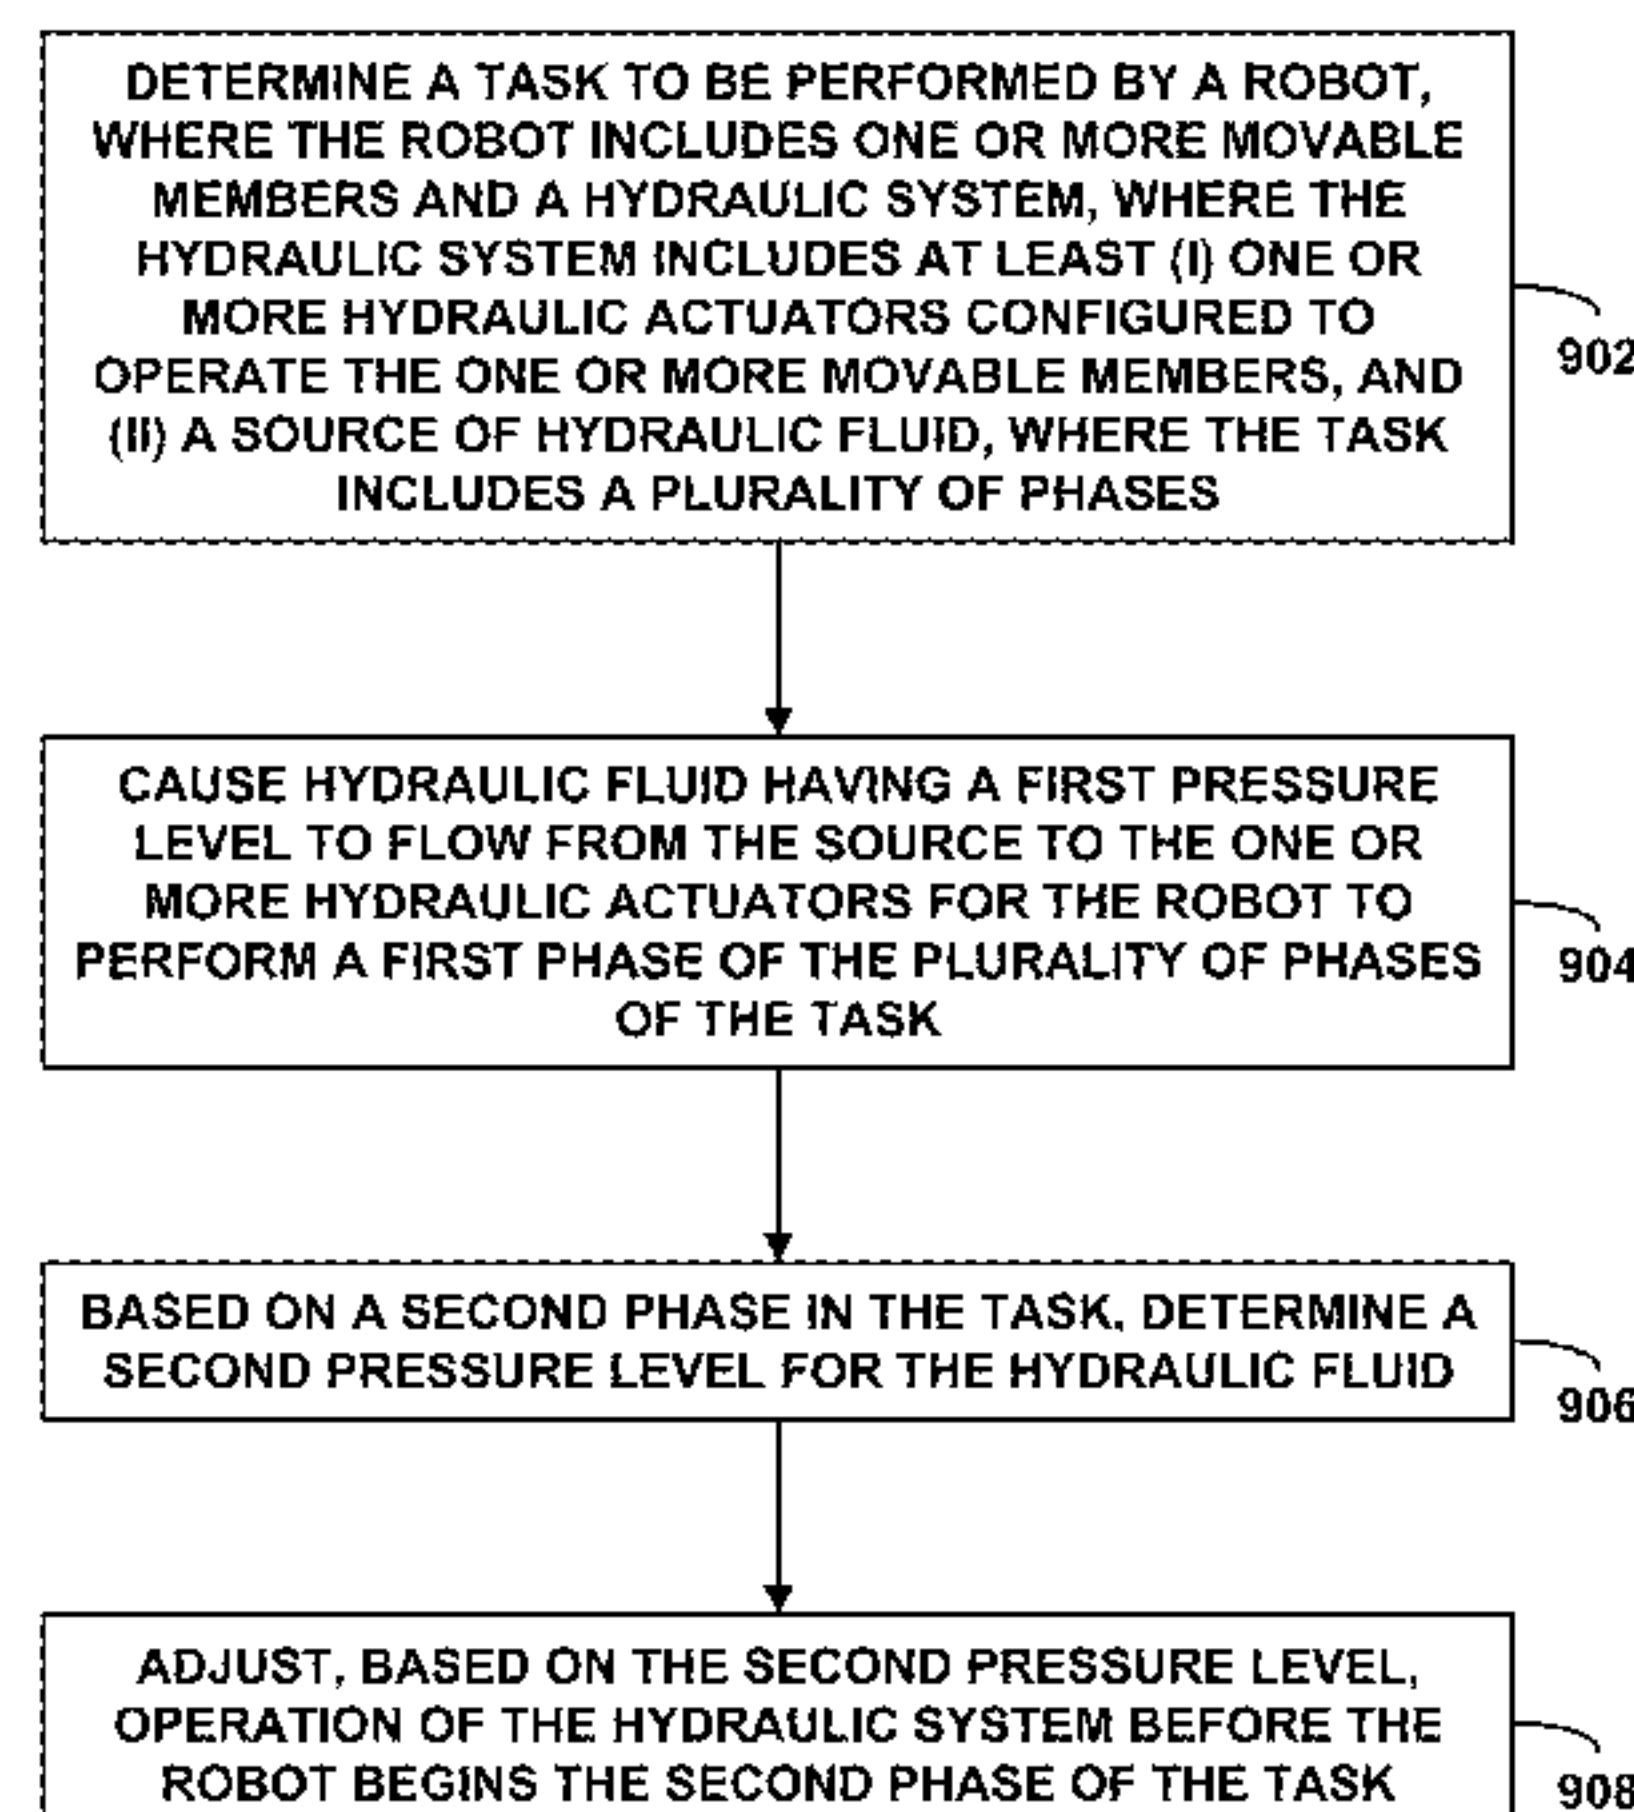 DETERMINE A TASK TO BE PERFORMED BY A ROBOT,
WHERE THE ROBOT INCLUDES ONE OR MORE MOVABLE
MEMBERS AND A HYDRAULIC SYSTEM, WHERE THE
HYDRAULIC SYSTEM INCLUDES AT LEAST (I) ONE OR
MORE HYDRAULIC ACTUATORS CONFIGURED TO
OPERATE THE ONE OR MORE MOVABLE MEMBERS, AND
(II) A SOURCE OF HYDRAULIC FLUID, WHERE THE TASK
INCLUDES A PLURALITY OF PHASES
902
CAUSE HYDRAULIC FLUID HAVING A FIRST PRESSURE
LEVEL TO FLOW FROM THE SOURCE TO THE ONE OR
MORE HYDRAULIC ACTUATORS FOR THE ROBOT TO
PERFORM A FIRST PHASE OF THE PLURALITY OF PHASES
OF THE TASK
904
BASED ON A SECOND PHASE IN THE TASK, DETERMINE A
SECOND PRESSURE LEVEL FOR THE HYDRAULIC FLUID
906
ADJUST, BASED ON THE SECOND PRESSURE LEVEL,
OPERATION OF THE HYDRAULIC SYSTEM BEFORE THE
ROBOT BEGINS THE SECOND PHASE OF THE TASK
908